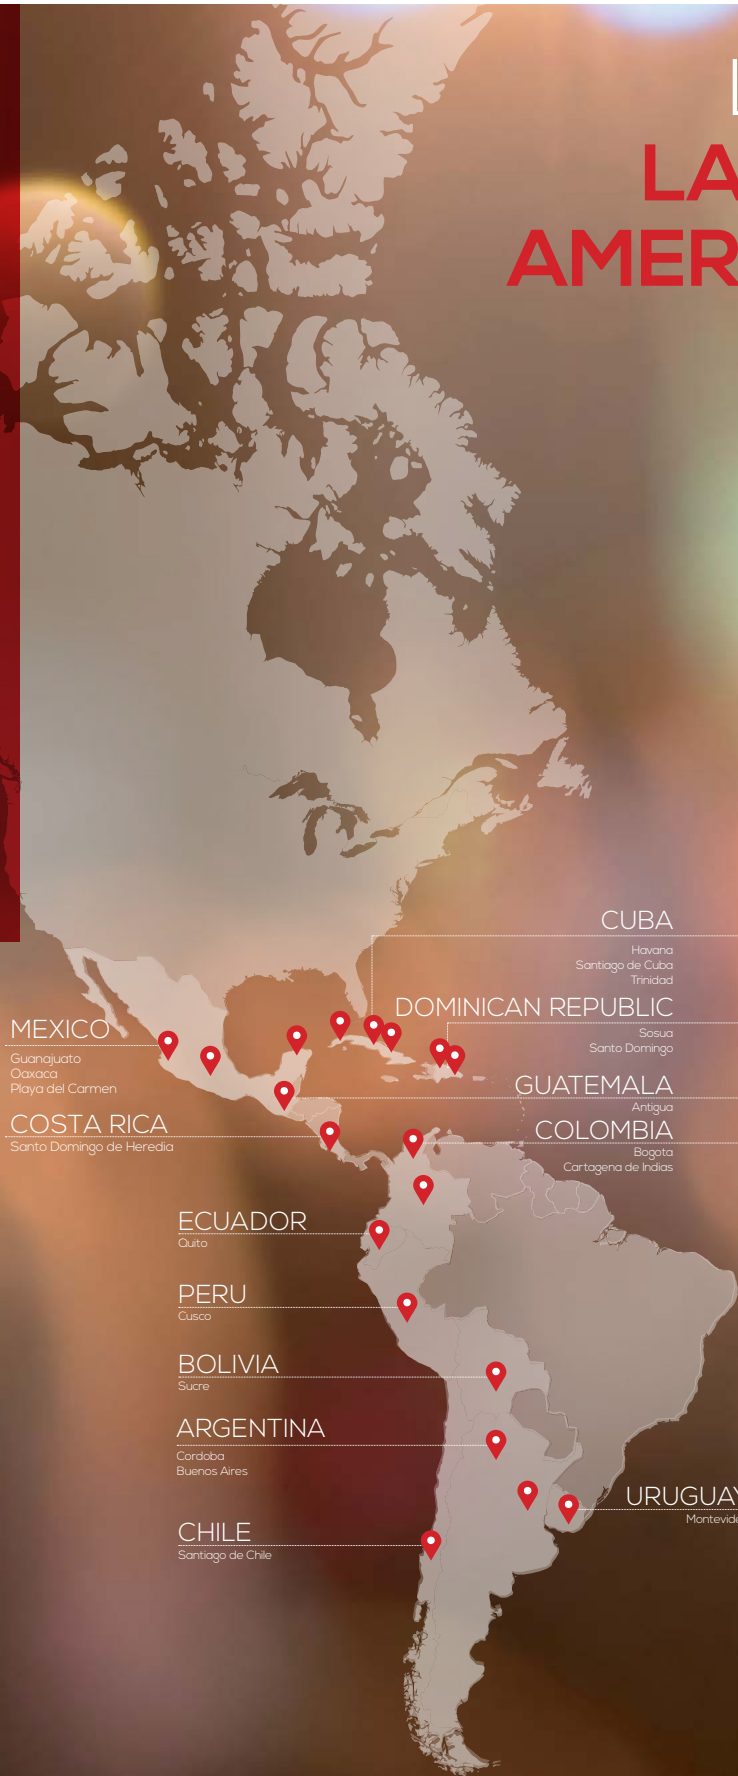 L
LA
AMER
CUBA
Havana
Santiago de Cuba
Trinidad
DOMINICAN REPUBLIC
Sosua
Santo Domingo
MEXICO
Guanajuato
Oaxaca
Playa del Carmen
GUATEMALA
Antigua
COSTA RICA
Santo Domingo de Heredia
COLOMBIA
Bogota
Cartagena de Indias
ECUADOR
Quito
PERU
Cusco
BOLIVIA
Sucre
ARGENTINA
Cordoba
Buenos Aires
URUGUAY
Montevide
CHILE
Santiago de Chile